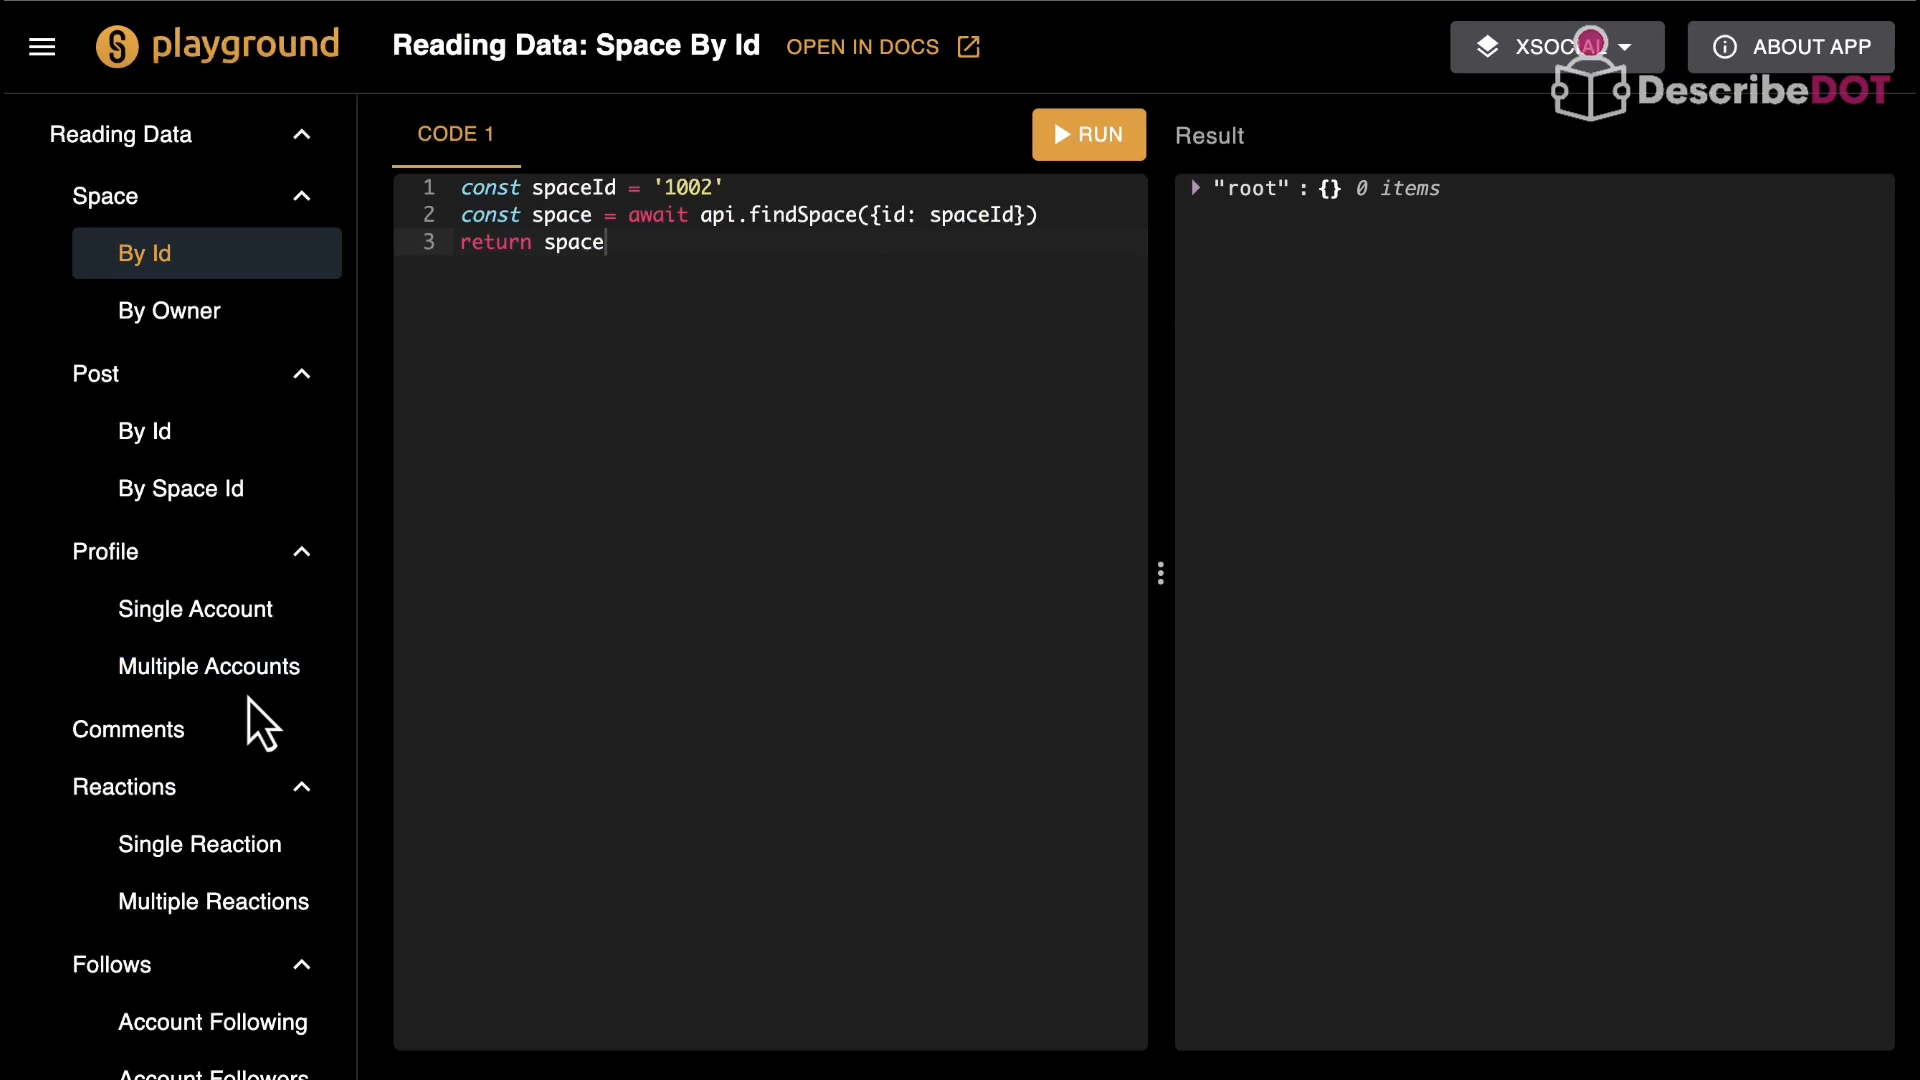 playground
Reading Data: Space By Id
OPEN IN DOCS
XSOCIAL
ABOUT APP
DescribeDOT
Reading Data
Space
By Id
By Owner
Post
By Id
By Space Id
Profile
Single Account
Multiple Accounts
Comments
Reactions
Single Reaction
Multiple Reactions
Follows
Account Following
Account Followers
CODE 1
RUN
1 const spaceId = '1002'
2 const space = await api.findSpace({id: spaceId})
3 return space
Result
"root" : {} 0 items